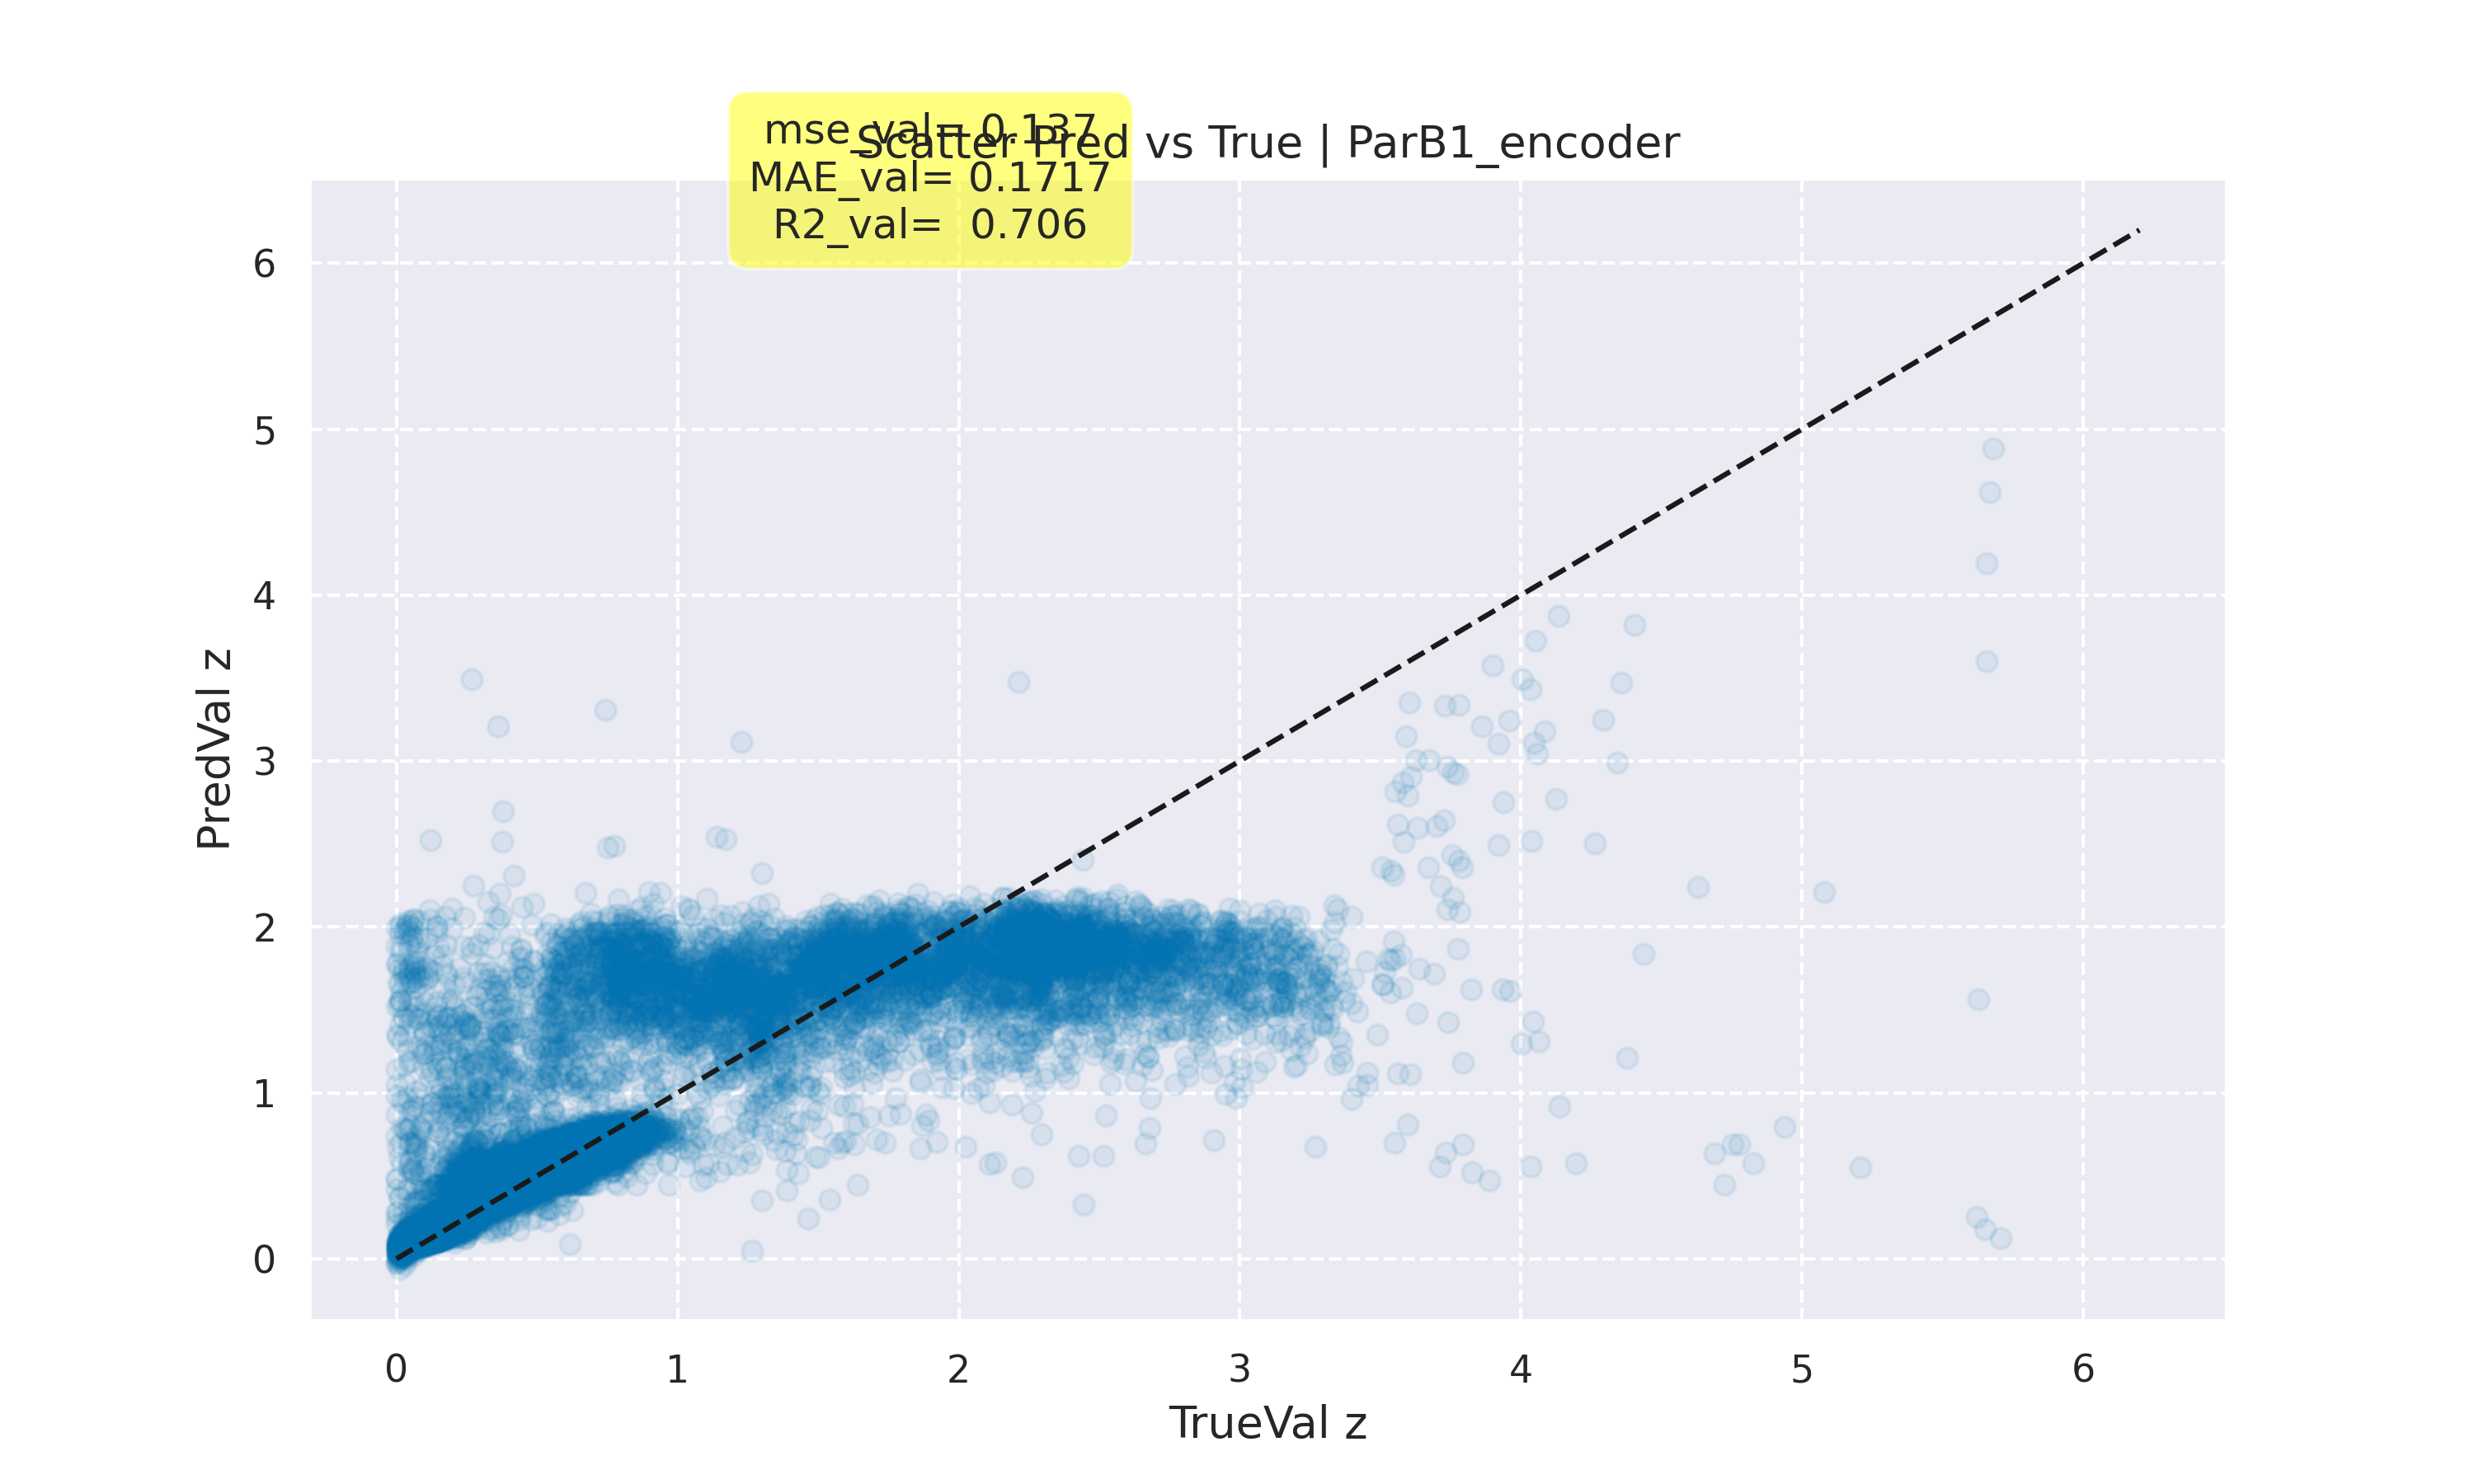 mse_val= 0.137
Scatter Pred vs True | ParB1_encoder
MAE_val= 0.1717
R2_val= 0.706
6
5
4
3
2
1
0
PredVal z
0 1 2 3 4 5 6
TrueVal z